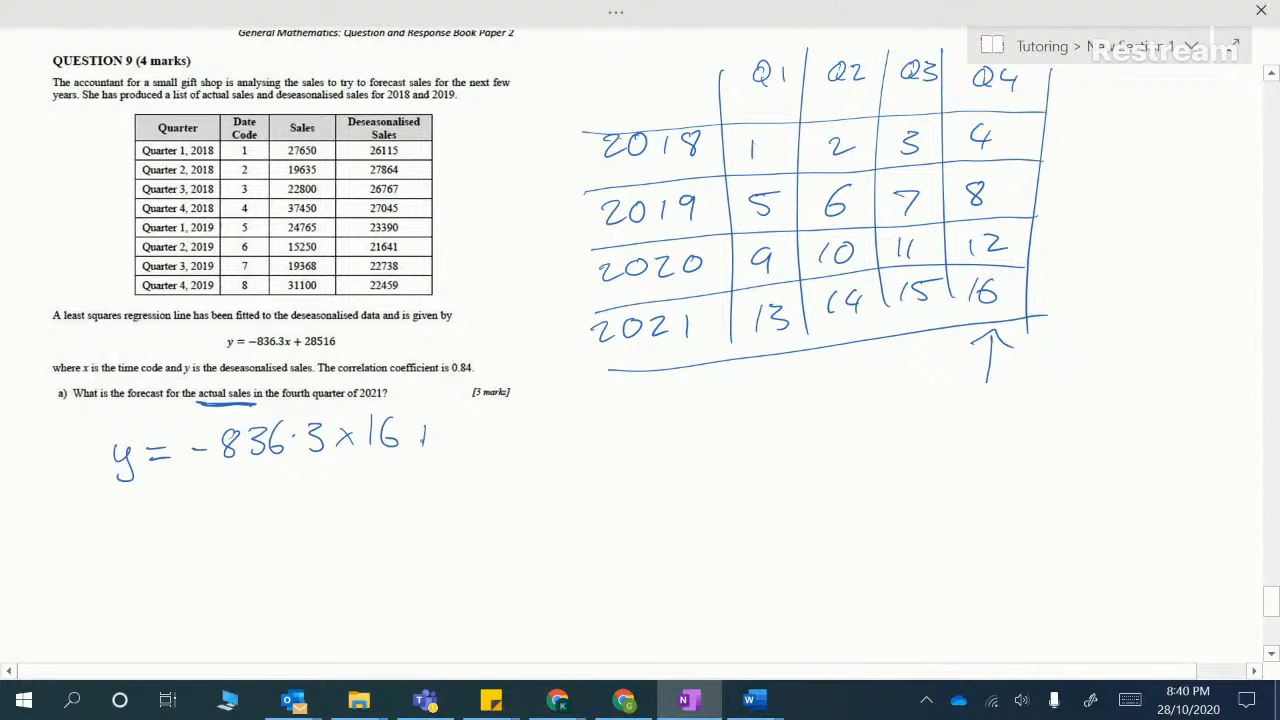 General Mathematics: Question and Response Book Paper 2
Tutoring > New Section 1
Restream
QUESTION 9 (4 marks)
The accountant for a small gift shop is analysing the sales to try to forecast sales for the next few
years. She has produced a list of actual sales and deseasonalised sales for 2018 and 2019.
Quarter Date Code Sales Deseasonalised Sales
Quarter 1, 2018 1 27650 26115
Quarter 2, 2018 2 19635 27864
Quarter 3, 2018 3 22800 26767
Quarter 4, 2018 4 37450 27045
Quarter 1, 2019 5 24765 23390
Quarter 2, 2019 6 15250 21641
Quarter 3, 2019 7 19368 22738
Quarter 4, 2019 8 31100 22459
A least squares regression line has been fitted to the deseasonalised data and is given by
y = −836.3x + 28516
where x is the time code and y is the deseasonalised sales. The correlation coefficient is 0.84.
a) What is the forecast for the actual sales in the fourth quarter of 2021? [3 marks]
y = -836.3 × 16
Q1 Q2 Q3 Q4
2018 1 2 3 4
2019 5 6 7 8
2020 9 10 11 12
2021 13 14 15 16
8:40 PM
28/10/2020